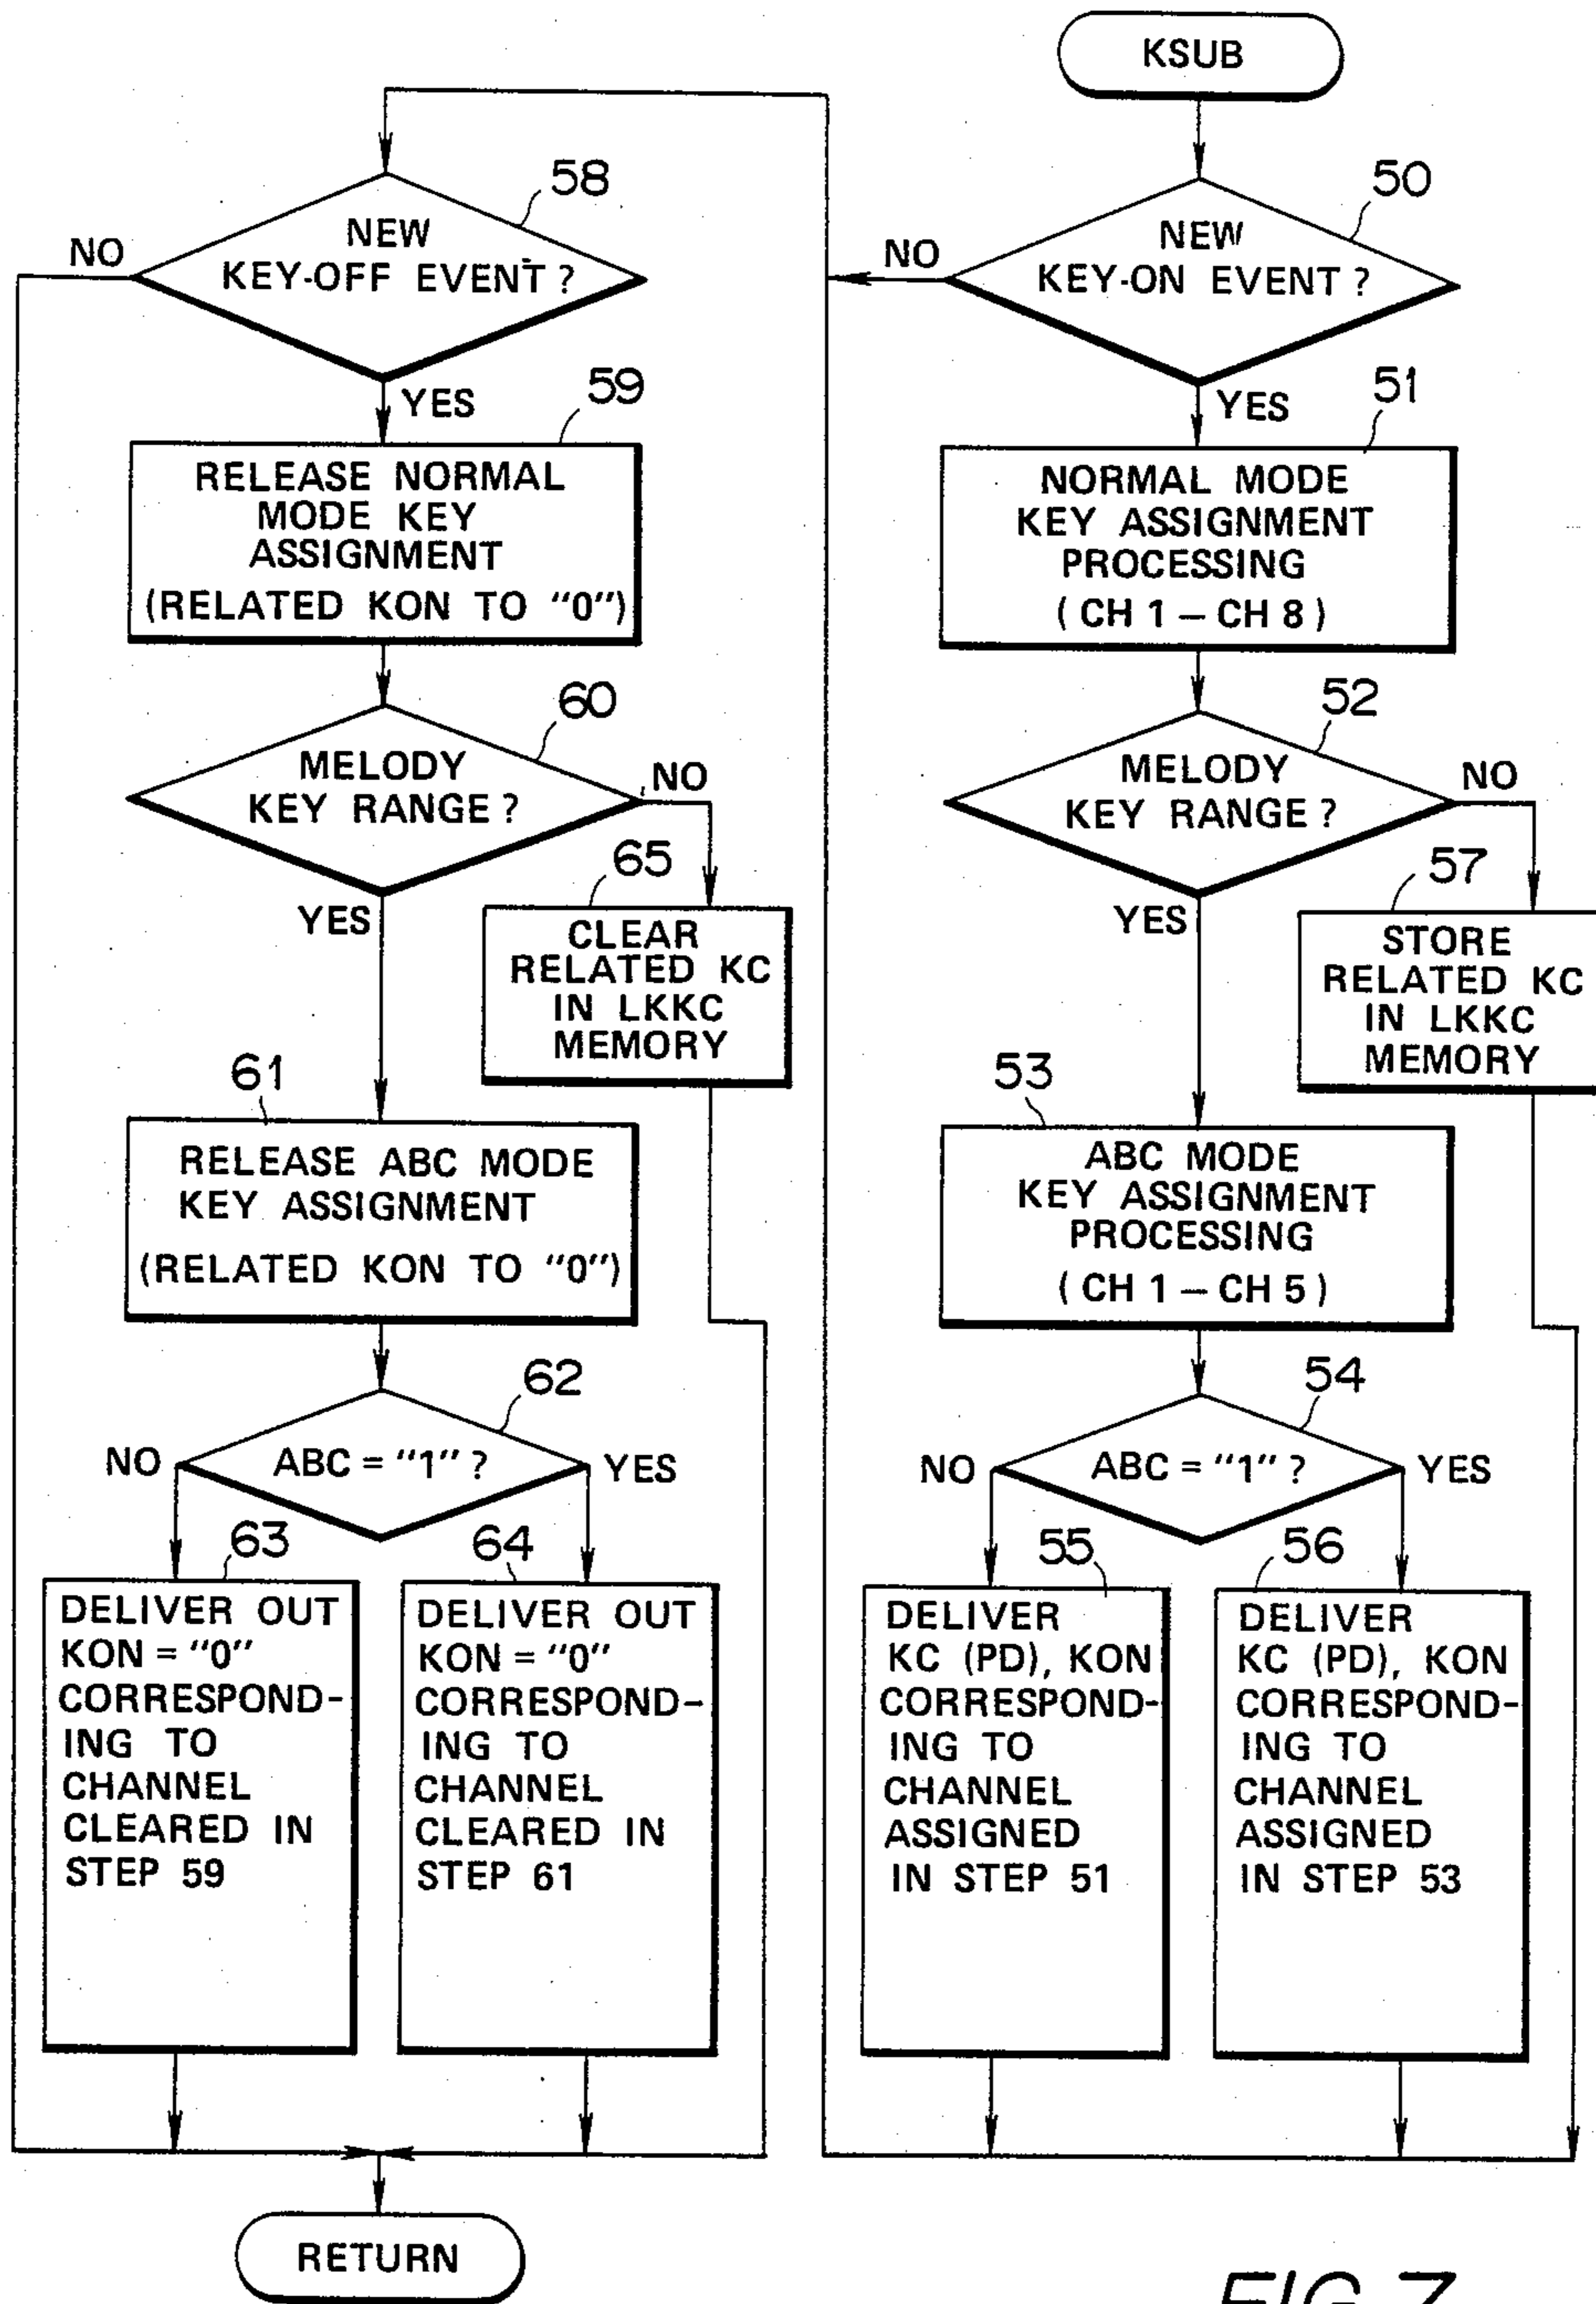 KSUB
50
NEW
KEY-ON EVENT ?
NO
YES
51
NORMAL MODE
KEY ASSIGNMENT
PROCESSING
( CH 1 – CH 8 )
52
MELODY
KEY RANGE ?
NO
YES
57
STORE
RELATED KC
IN LKKC
MEMORY
53
ABC MODE
KEY ASSIGNMENT
PROCESSING
( CH 1 – CH 5 )
54
ABC = "1" ?
NO
YES
55
DELIVER
KC (PD), KON
CORRESPOND-
ING TO
CHANNEL
ASSIGNED
IN STEP 51
56
DELIVER
KC (PD), KON
CORRESPOND-
ING TO
CHANNEL
ASSIGNED
IN STEP 53
58
NEW
KEY-OFF EVENT ?
NO
YES
59
RELEASE NORMAL
MODE KEY
ASSIGNMENT
(RELATED KON TO "0")
60
MELODY
KEY RANGE ?
NO
YES
65
CLEAR
RELATED KC
IN LKKC
MEMORY
61
RELEASE ABC MODE
KEY ASSIGNMENT
(RELATED KON TO "0")
62
ABC = "1" ?
NO
YES
63
DELIVER OUT
KON = "0"
CORRESPOND-
ING TO
CHANNEL
CLEARED IN
STEP 59
64
DELIVER OUT
KON = "0"
CORRESPOND-
ING TO
CHANNEL
CLEARED IN
STEP 61
RETURN
FIG. 7